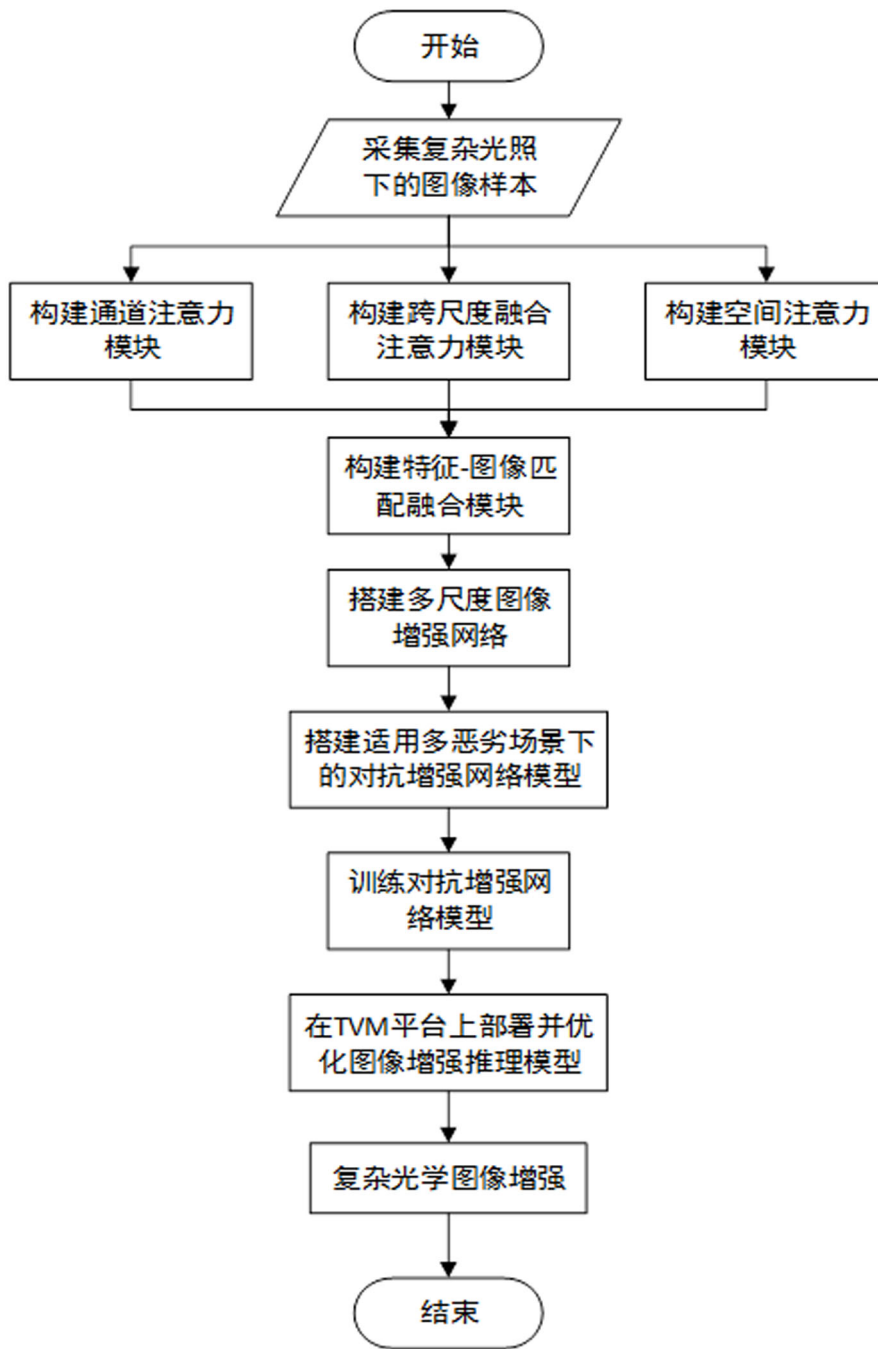 开始
采集复杂光照
下的图像样本
构建通道注意力
模块
构建跨尺度融合
注意力模块
构建空间注意力
模块
构建特征-图像匹
配融合模块
搭建多尺度图像
增强网络
搭建适用多恶劣场景下
的对抗增强网络模型
训练对抗增强网
络模型
在TVM平台上部署并优
化图像增强推理模型
复杂光学图像增强
结束